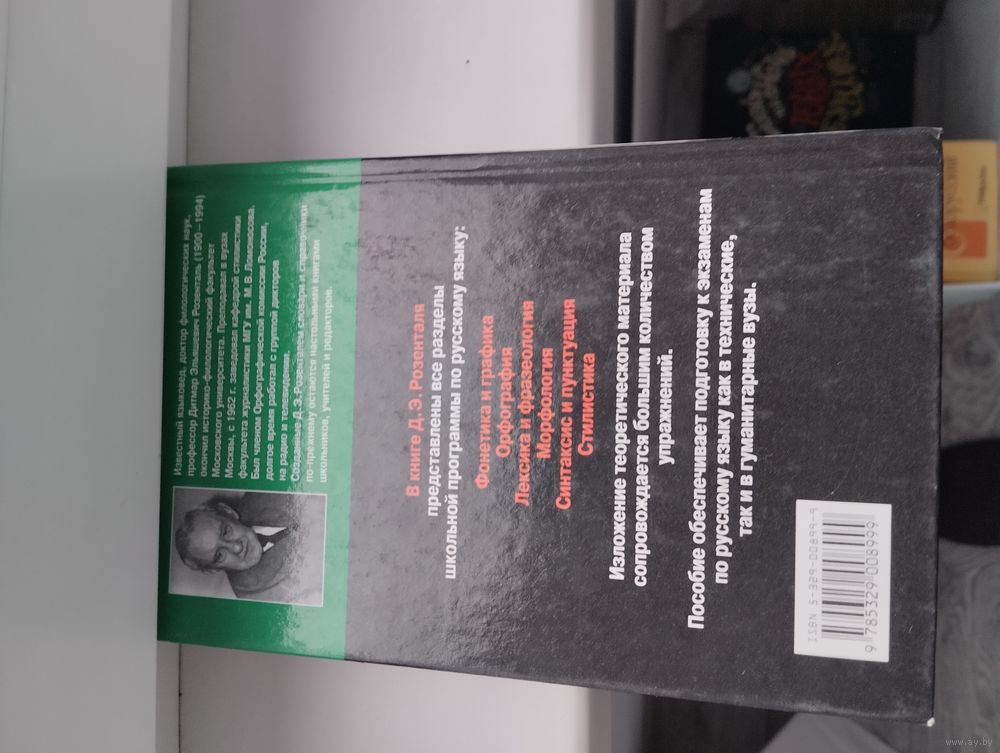 Известный языковед, доктор филологических наук,
профессор Дитмар Эльяшевич Розенталь (1900—1994)
окончил историко-филологический факультет
Московского университета. Преподавал в вузах
Москвы, с 1962 г. заведовал кафедрой стилистики
факультета журналистики МГУ им. М. В. Ломоносова.
Был членом Орфографической комиссии России,
долгое время работал с группой дикторов
на радио и телевидении.
Созданные Д. Э. Розенталем словари и справочники
по-прежнему остаются настольными книгами
школьников, учителей и редакторов.
В книге Д. Э. Розенталя
представлены все разделы
школьной программы по русскому языку:
Фонетика и графика
Орфография
Лексика и фразеология
Морфология
Синтаксис и пунктуация
Стилистика
Изложение теоретического материала
сопровождается большим количеством
упражнений.
Пособие обеспечивает подготовку к экзаменам
по русскому языку как в технические,
так и в гуманитарные вузы.
ISBN 5-329-00899-9
9 785329 008999
www.ay.by